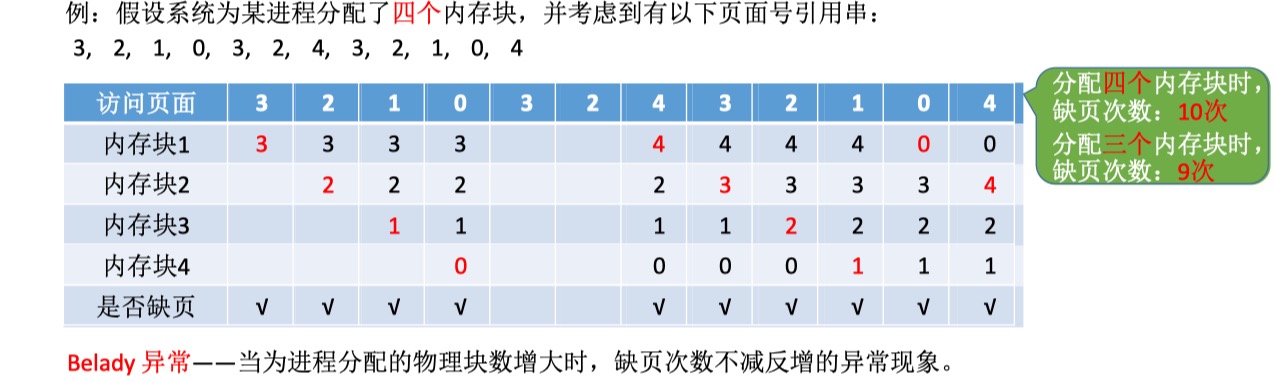 例：假设系统为某进程分配了四个内存块，并考虑到有以下页面号引用串：
3, 2, 1, 0, 3, 2, 4, 3, 2, 1, 0, 4
访问页面 3 2 1 0 3 2 4 3 2 1 0 4
内存块1 3 3 3 3 4 4 4 4 0 0
内存块2 2 2 2 2 3 3 3 3 4
内存块3 1 1 1 1 2 2 2 2
内存块4 0 0 0 0 1 1 1
是否缺页 √ √ √ √ √ √ √ √ √ √
分配四个内存块时，
缺页次数：10次
分配三个内存块时，
缺页次数：9次
Belady 异常——当为进程分配的物理块数增大时，缺页次数不减反增的异常现象。